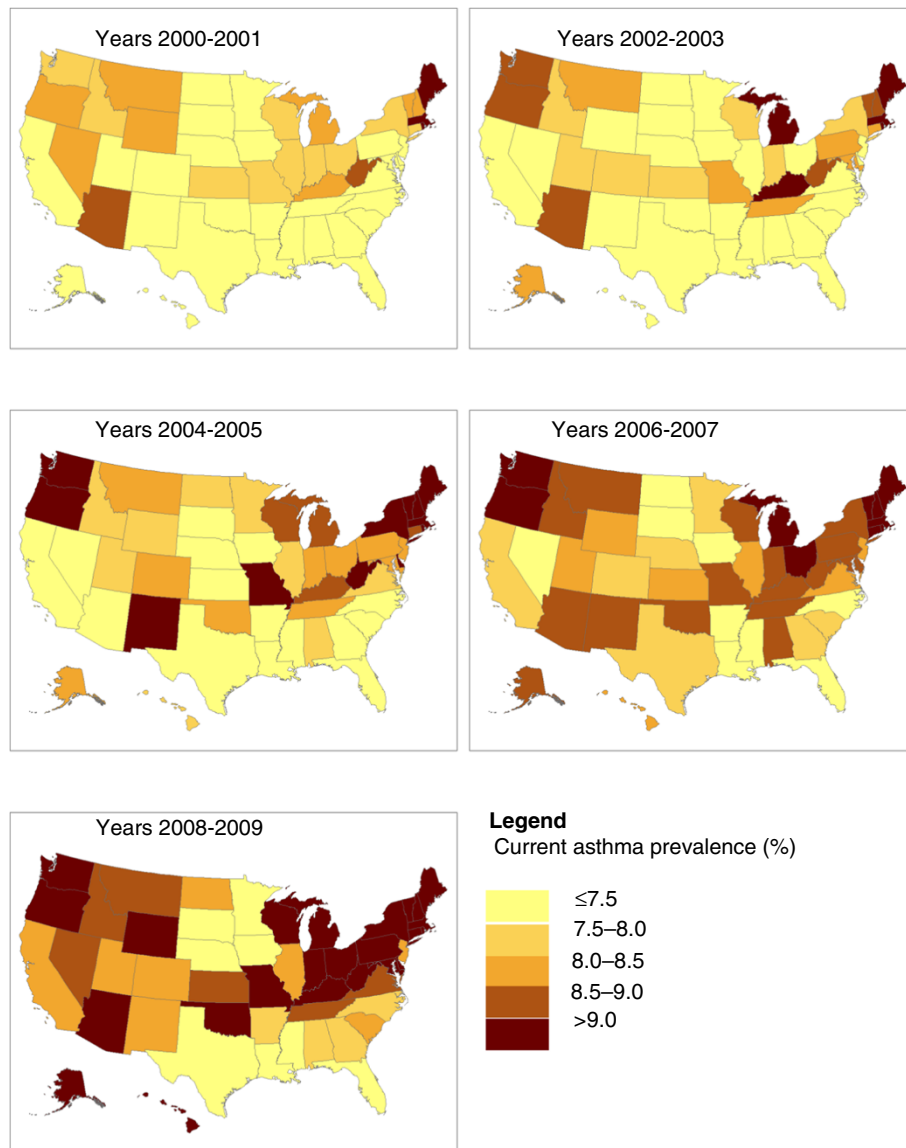 Years 2000-2001
Years 2002-2003
Years 2004-2005
Years 2006-2007
Years 2008-2009
Legend
Current asthma prevalence (%)
≤7.5
7.5–8.0
8.0–8.5
8.5–9.0
>9.0